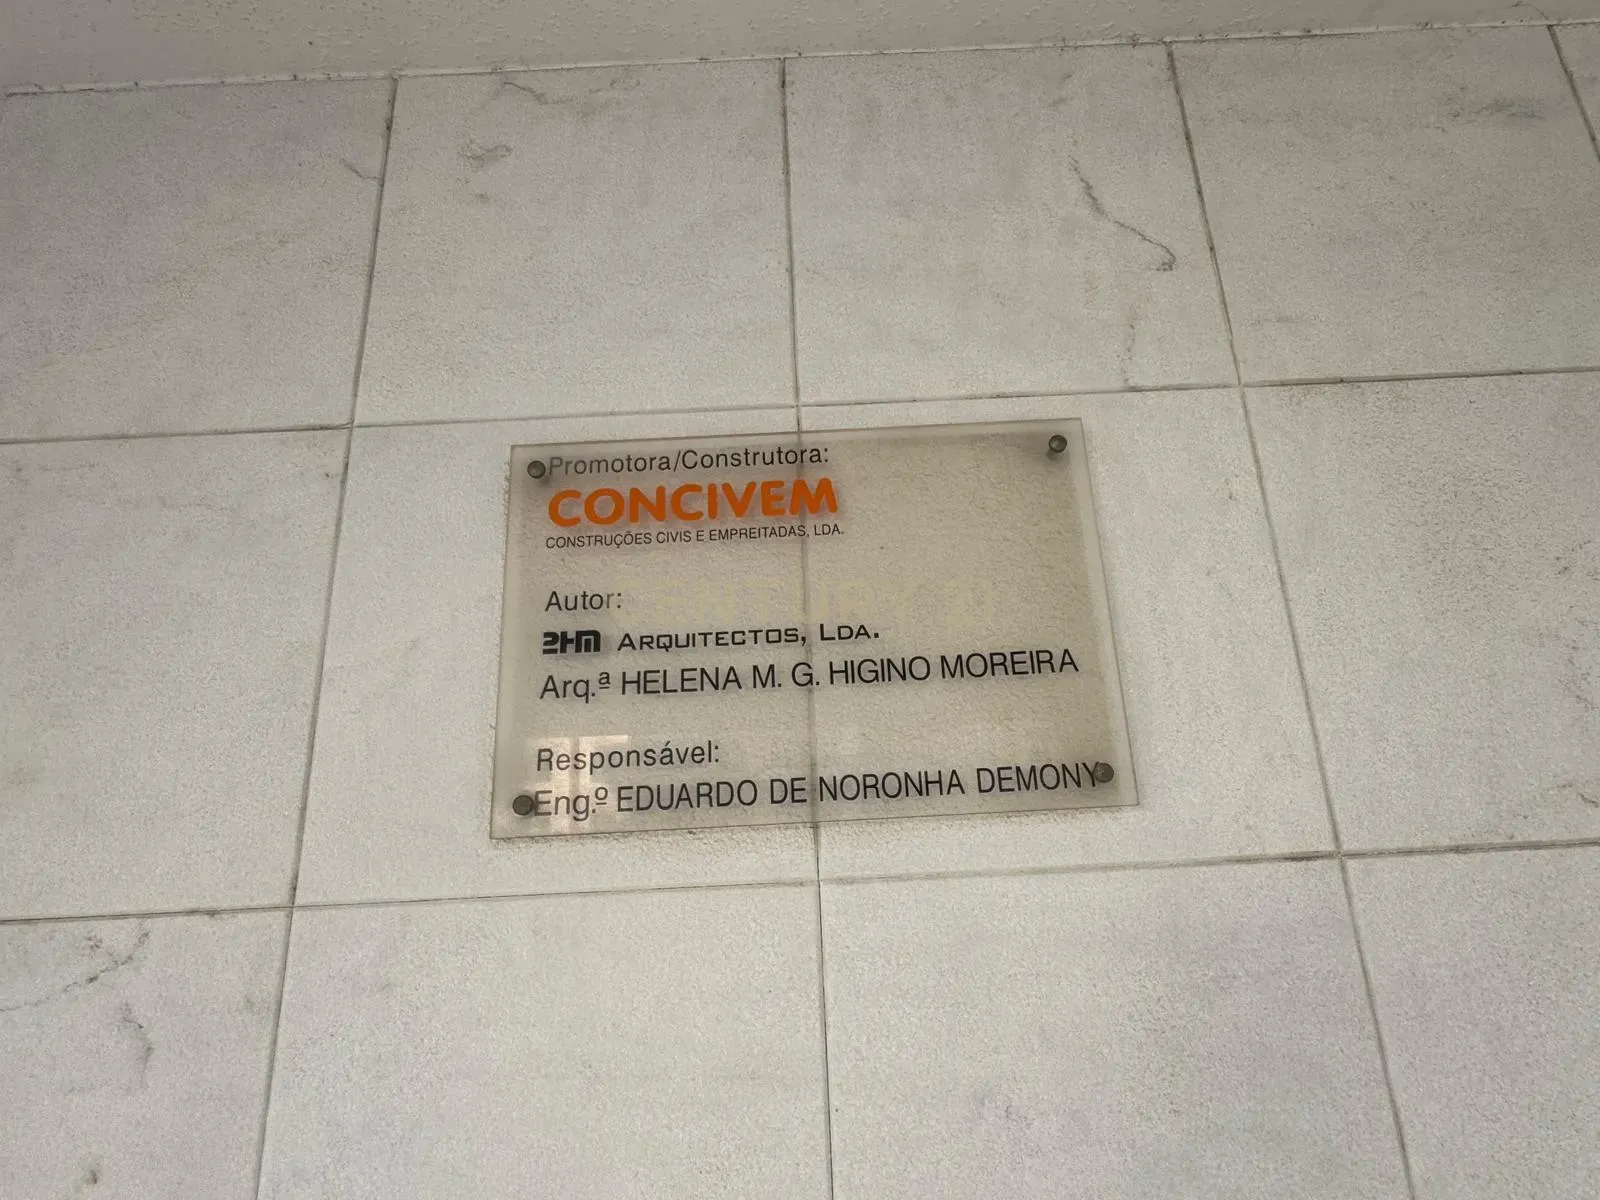 Promotora/Construtora:
CONCIVEM
CONSTRUÇÕES CIVIS E EMPREITADAS, LDA.
Autor:
2HM ARQUITECTOS, LDA.
Arq.ª HELENA M. G. HIGINO MOREIRA
Responsável:
Eng.º EDUARDO DE NORONHA DEMONY